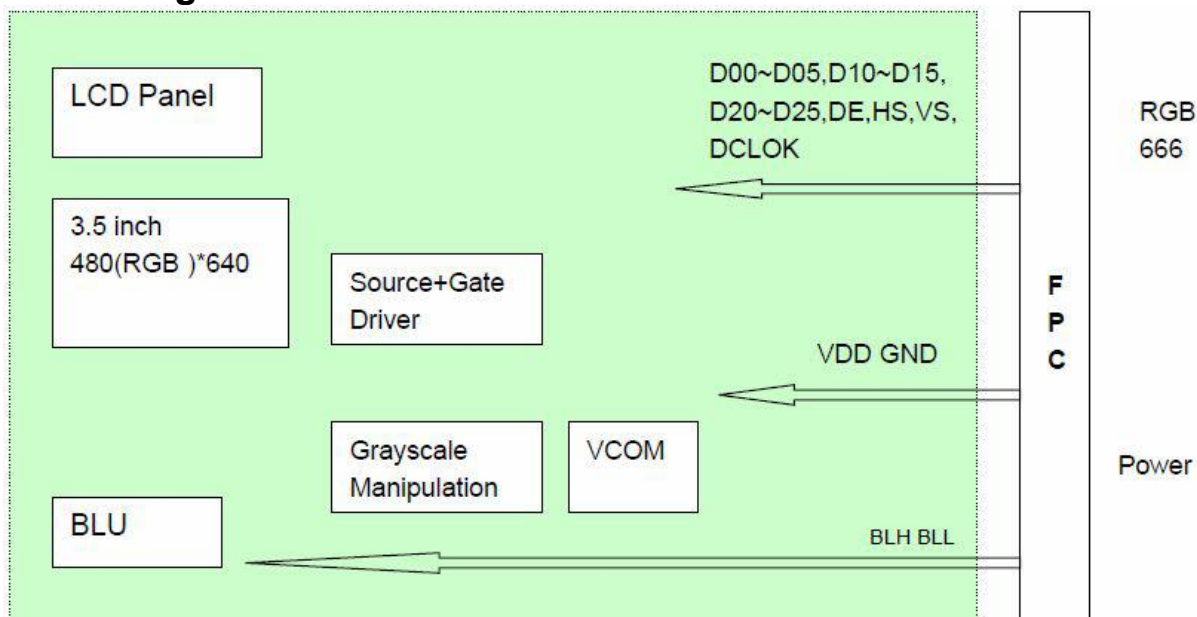 LCD Panel
D00~D05,D10~D15,
D20~D25,DE,HS,VS,
DCLOK
RGB
666
3.5 inch
480(RGB )*640
Source+Gate
Driver
F
P
C
VDD GND
Grayscale
Manipulation
VCOM
Power
BLU
BLH BLL